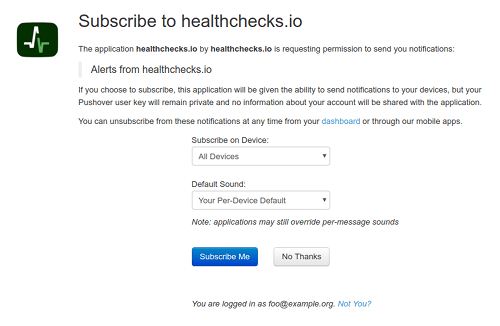 Subscribe to healthchecks.io
The application healthchecks.io by healthchecks.io is requesting permission to send you notifications:
Alerts from healthchecks.io
If you choose to subscribe, this application will be given the ability to send notifications to your devices, but your
Pushover user key will remain private and no information about your account will be shared with the application.
You can unsubscribe from these notifications at any time from your dashboard or through our mobile apps.
Subscribe on Device:
All Devices
Default Sound:
Your Per-Device Default
Note: applications may still override per-message sounds
Subscribe Me No Thanks
You are logged in as foo@example.org. Not You?